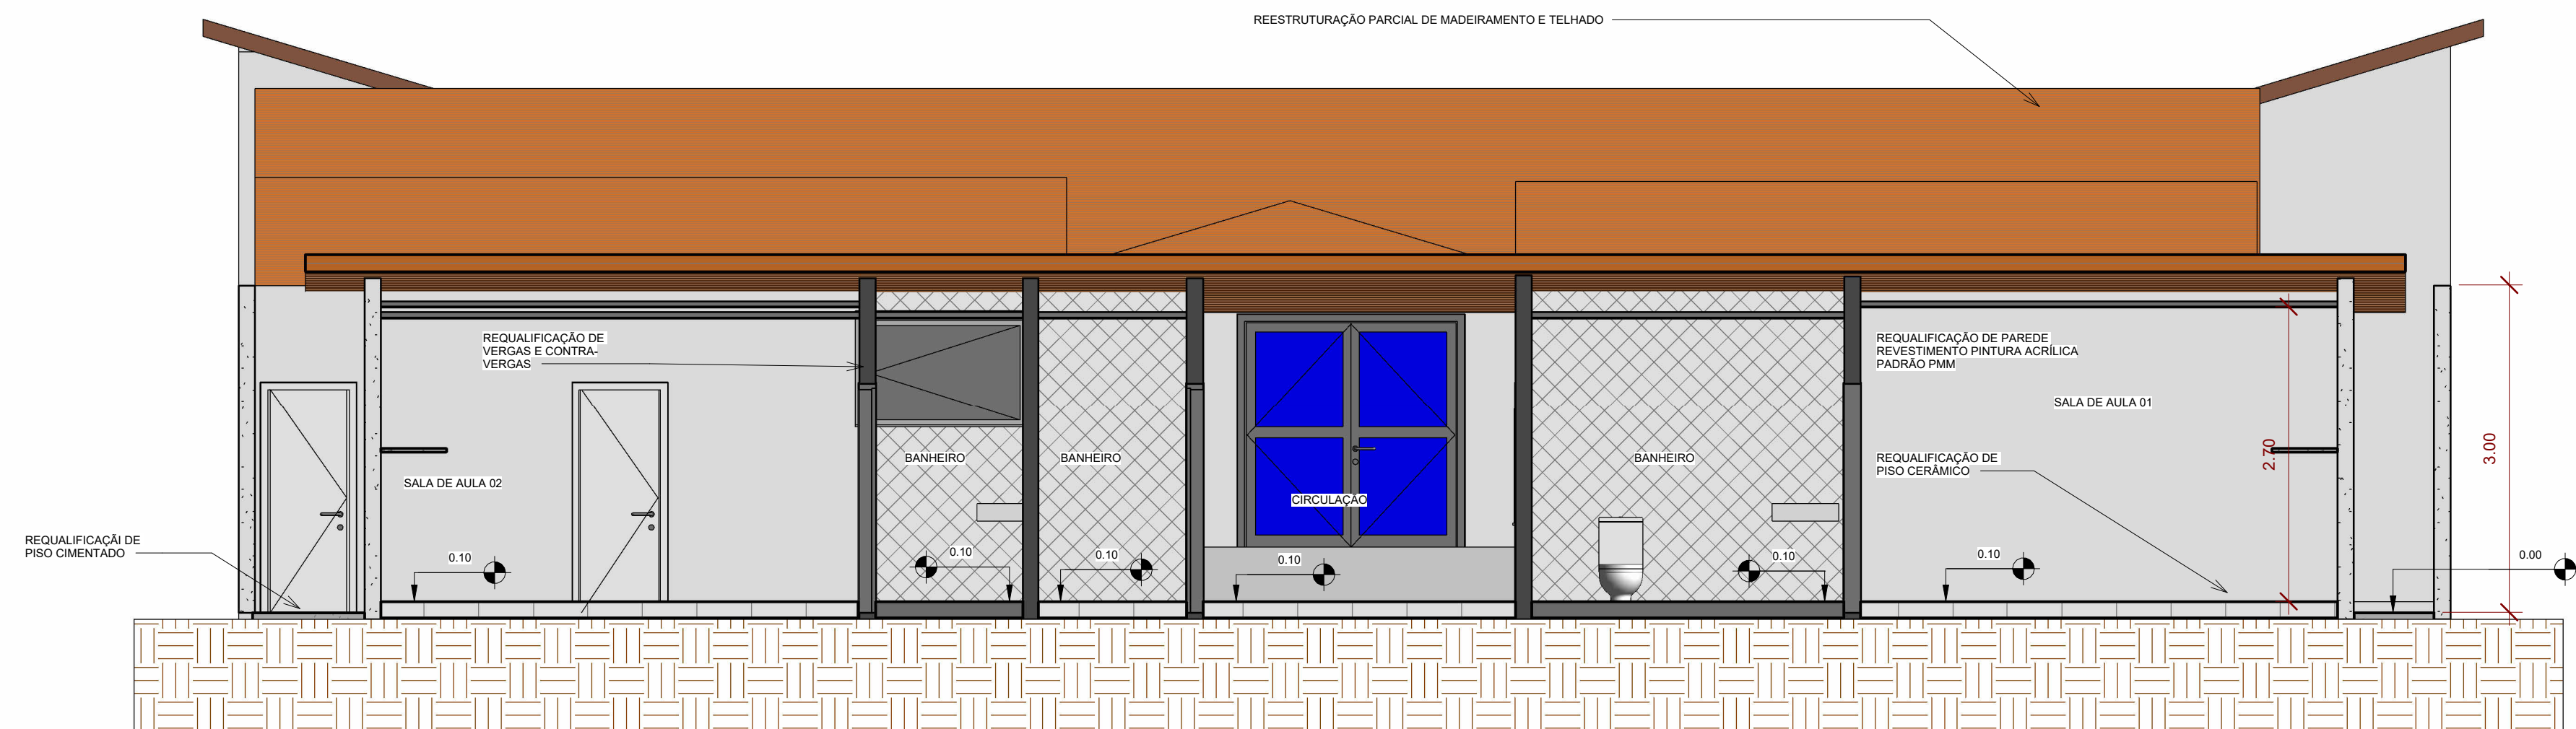 REESTRUTURAÇÃO PARCIAL DE MADEIRAMENTO E TELHADO
REQUALIFICAÇÃO DE
VERGAS E CONTRA-
VERGAS
REQUALIFICAÇÃO DE PAREDE
REVESTIMENTO PINTURA ACRÍLICA
PADRÃO PMM
SALA DE AULA 01
2.70
3.00
BANHEIRO
BANHEIRO
BANHEIRO
REQUALIFICAÇÃO DE
PISO CERÂMICO
SALA DE AULA 02
CIRCULAÇÃO
REQUALIFICAÇÃI DE
PISO CIMENTADO
0.10
0.10
0.10
0.10
0.10
0.10
0.00